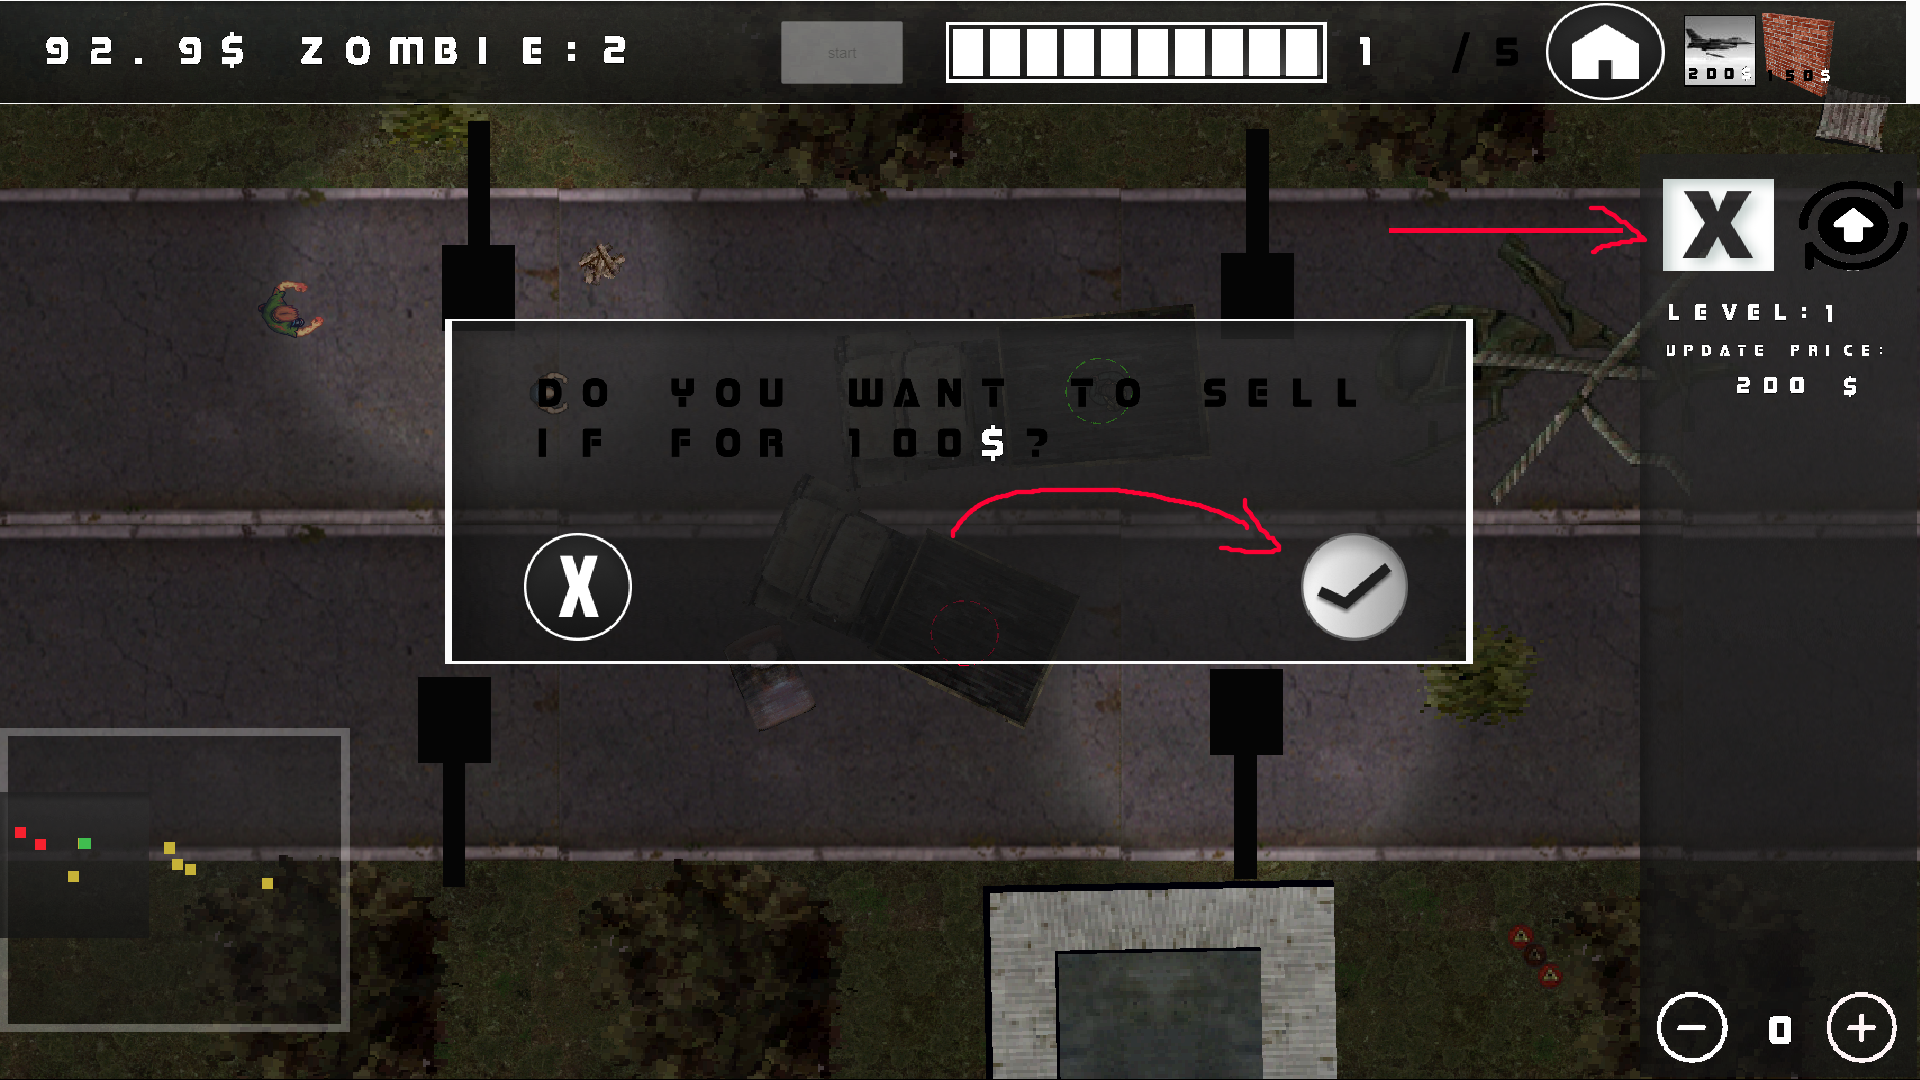 92.9$ ZOMBIE:2
start
1 / 5
200$
150$
X
LEVEL:1
UPDATE PRICE:
200 $
DO YOU WANT TO SELL
IF FOR 100$?
X
0